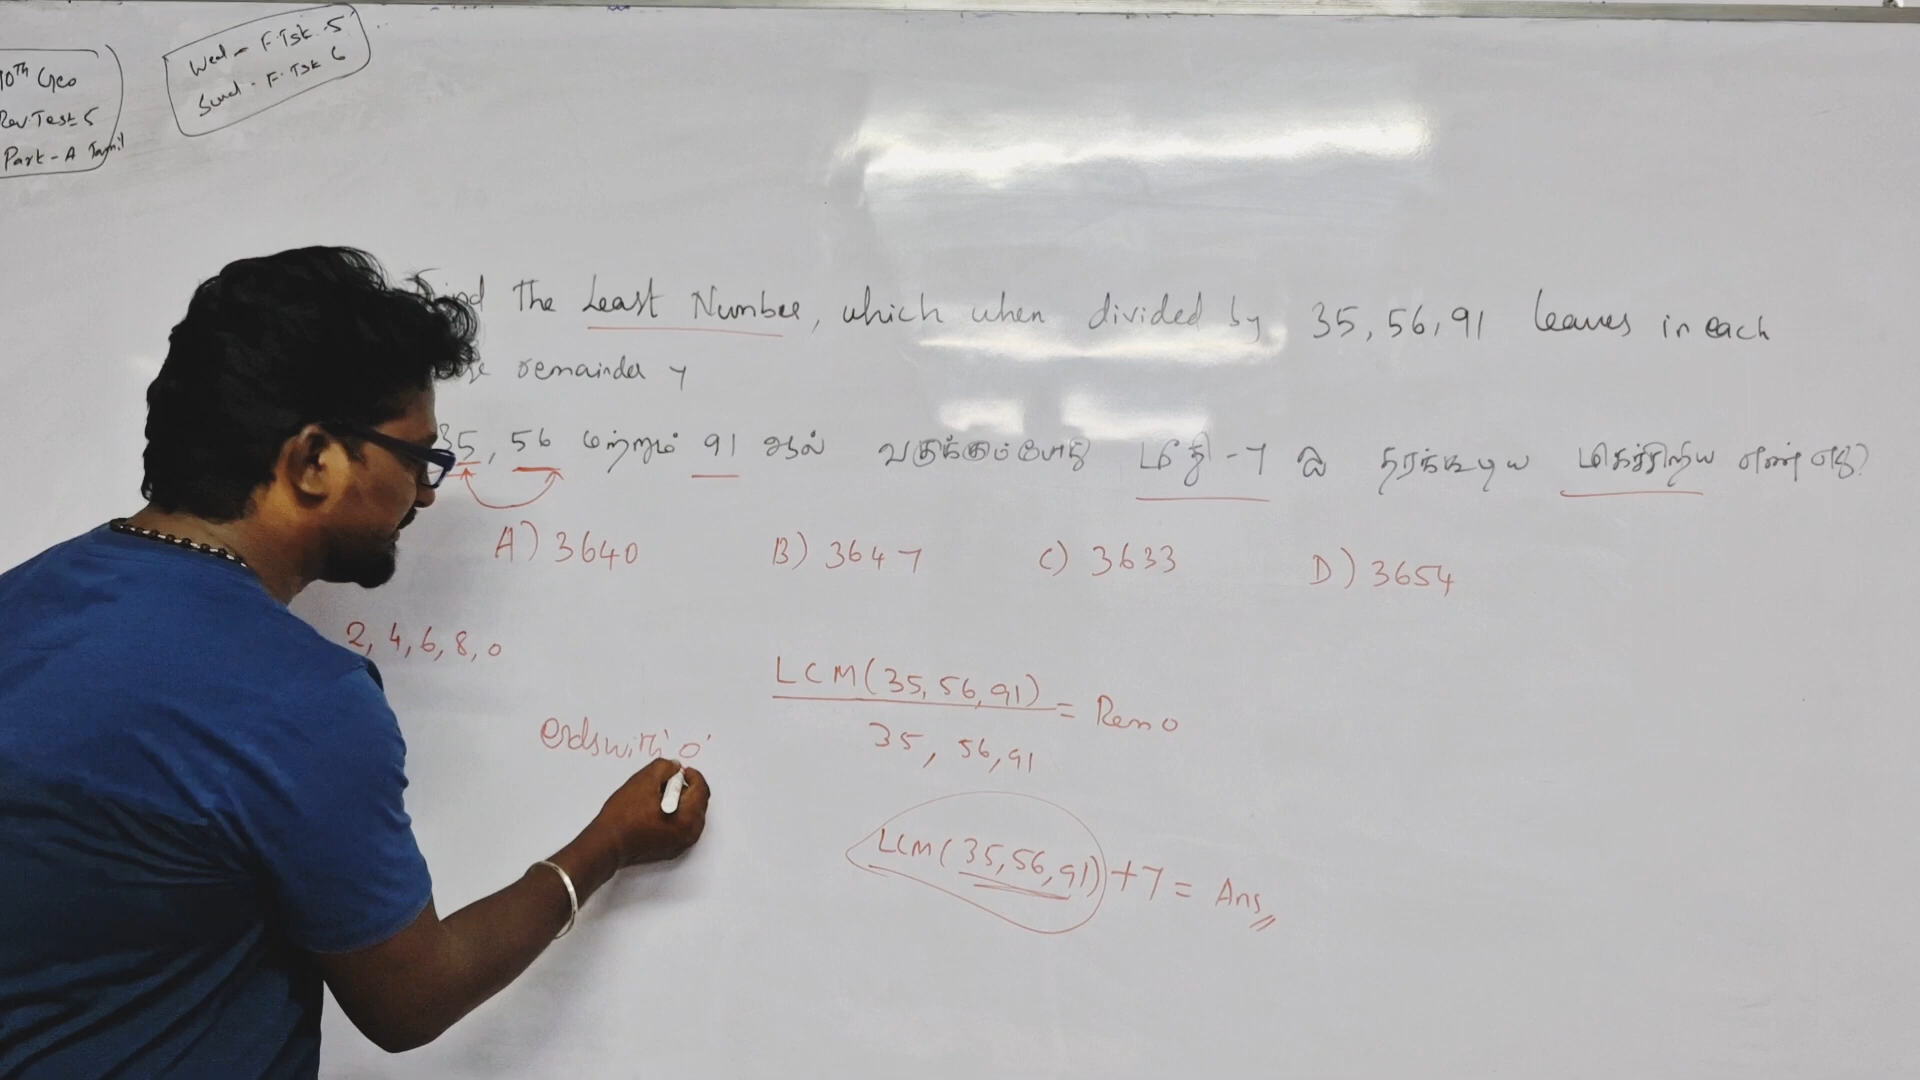 10th Geo
Rev. Test 5
Part - A Tamil
Wed - F. Tst - 5
Sund - F. Tst 6
Find The Least Number, which when divided by 35, 56, 91 leaves in each
remainder 7
35, 56 மற்றும் 91 ஆல் வகுக்கும்போது மீதி - 7 ஐ தரக்கூடிய மிகச்சிறிய எண் எது?
A) 3640 B) 3647 C) 3633 D) 3654
2, 4, 6, 8, 0
LCM (35, 56, 91) = Rem 0
35, 56, 91
ends with '0'
LCM (35, 56, 91) + 7 = Ans